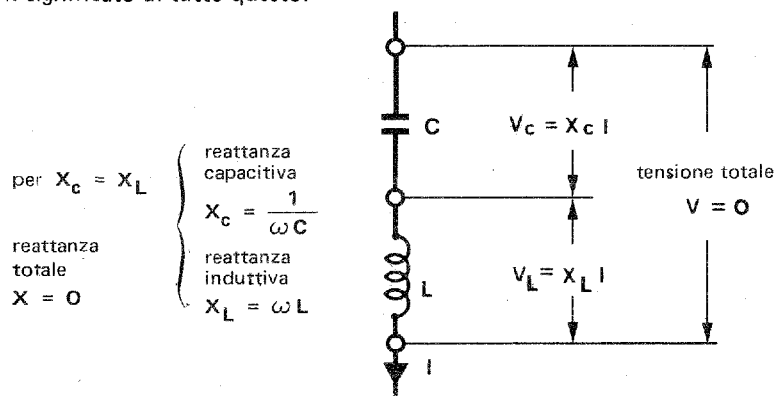 significato di tutto questo.
per X_c = X_L
reattanza
totale
X = 0
reattanza
capacitiva
X_c = 1 / ωC
reattanza
induttiva
X_L = ωL
C
L
I
V_C = X_C I
V_L = X_L I
tensione totale
V = 0